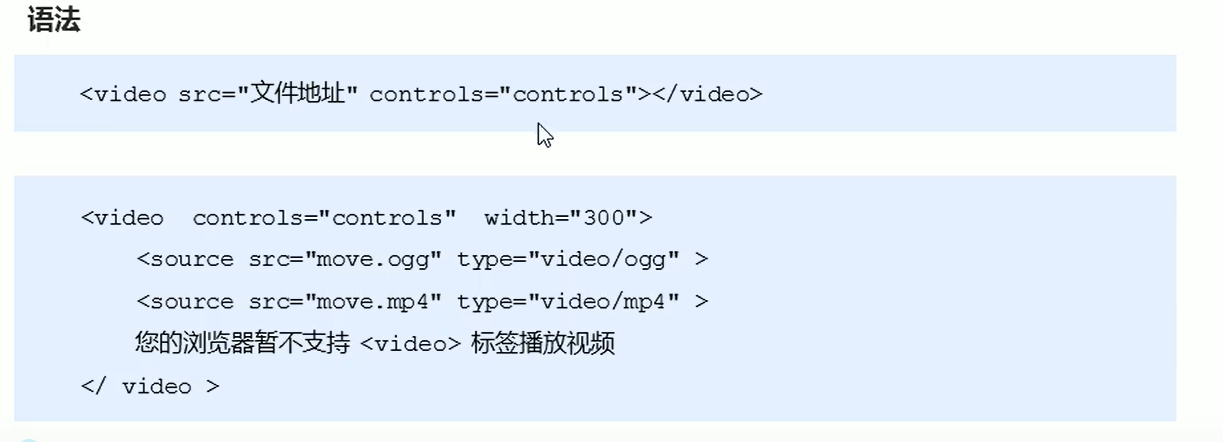 语法
<video src="文件地址" controls="controls"></video>
<video  controls="controls"  width="300">
<source src="move.ogg" type="video/ogg" >
<source src="move.mp4" type="video/mp4" >
您的浏览器暂不支持 <video> 标签播放视频
</ video >